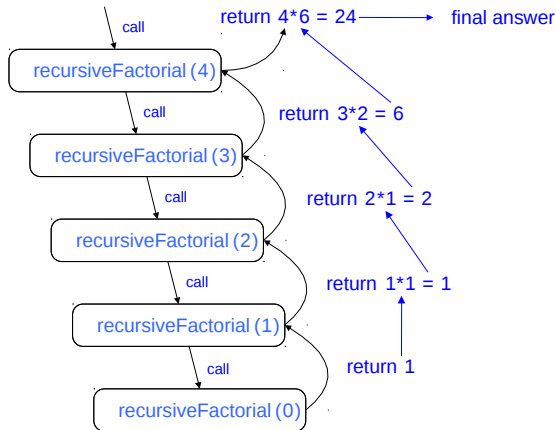 return 4*6 = 24
final answer
call
recursiveFactorial (4)
call
return 3*2 = 6
recursiveFactorial (3)
call
return 2*1 = 2
recursiveFactorial (2)
call
return 1*1 = 1
recursiveFactorial (1)
call
return 1
recursiveFactorial (0)